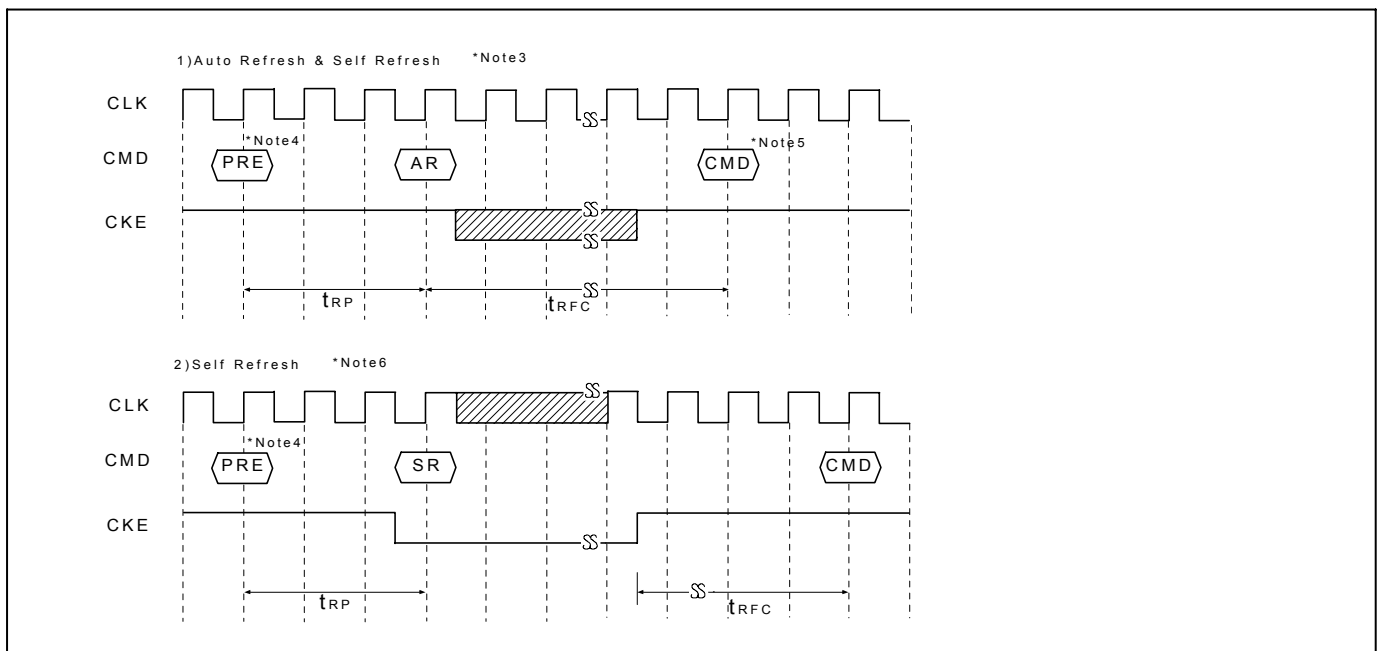 1)Auto Refresh & Self Refresh *Note3
CLK
*Note4 *Note5
CMD PRE AR CMD
CKE
tRP tRFC
2)Self Refresh *Note6
CLK
*Note4
CMD PRE SR CMD
CKE
tRP tRFC